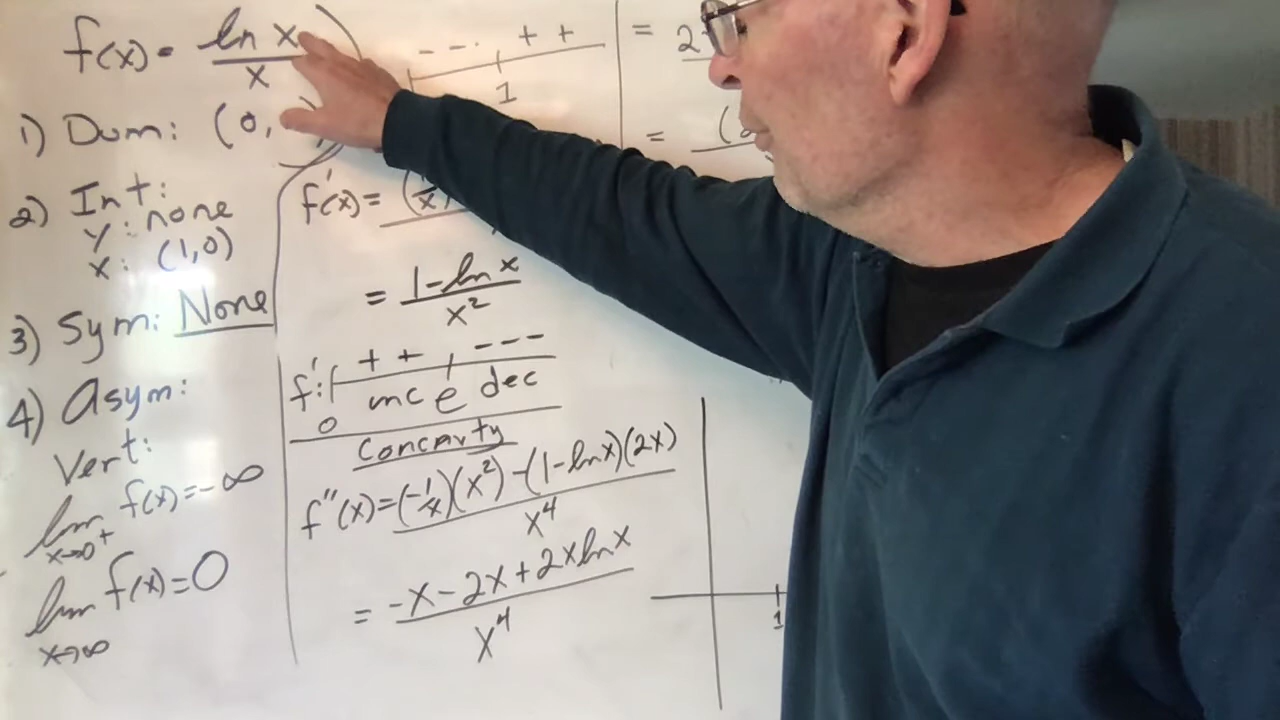 f(x) = ln x / x
1) Dom: (0,
2) Int:
y: none
x: (1,0)
3) Sym: None
4) Asym:
Vert:
lim x→0+ f(x) = -∞
lim x→∞ f(x) = 0
-- - + +
1
f'(x) =
= 1 - ln x / x²
f': + + ---
0 inc e dec
Concavity
f''(x) = (-1/x)(x²) - (1 - ln x)(2x) / x⁴
= -x - 2x + 2x ln x / x⁴
= 2
=
1